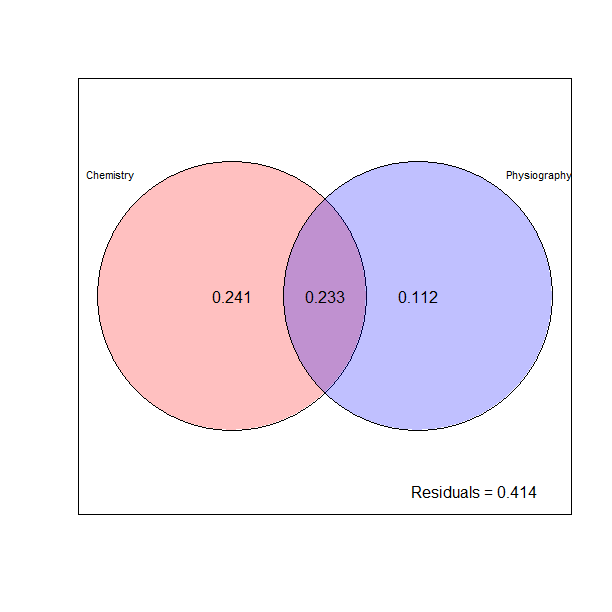 Chemistry
Physiography
0.241
0.233
0.112
Residuals = 0.414